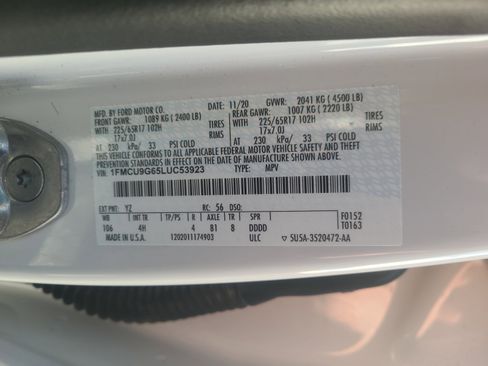 MFD. BY FORD MOTOR CO.
DATE: 11/20 GVWR: 2041 KG ( 4500 LB)
FRONT GAWR: 1089 KG ( 2400 LB) REAR GAWR: 1007 KG ( 2220 LB)
WITH 225/65R17 102H TIRES WITH 225/65R17 102H TIRES
17x7.0J RIMS 17x7.0J RIMS
AT 230 kPa/ 33 PSI COLD AT 230 kPa/ 33 PSI COLD
THIS VEHICLE CONFORMS TO ALL APPLICABLE FEDERAL MOTOR VEHICLE SAFETY, BUMPER, AND THEFT PREVENTION STANDARDS IN EFFECT ON THE DATE OF MANUFACTURE SHOWN ABOVE.
VIN: 1FMCU9G65LUC53923 TYPE: MPV
EXT PNT: YZ RC: 56 DSO:
WB INT TR TP/PS R AXLE TR SPR F0152
106 4H 4 B1 8 DDDD T0163
MADE IN U.S.A. 1202011174903 ULC ▽ SU5A-3520472-AA